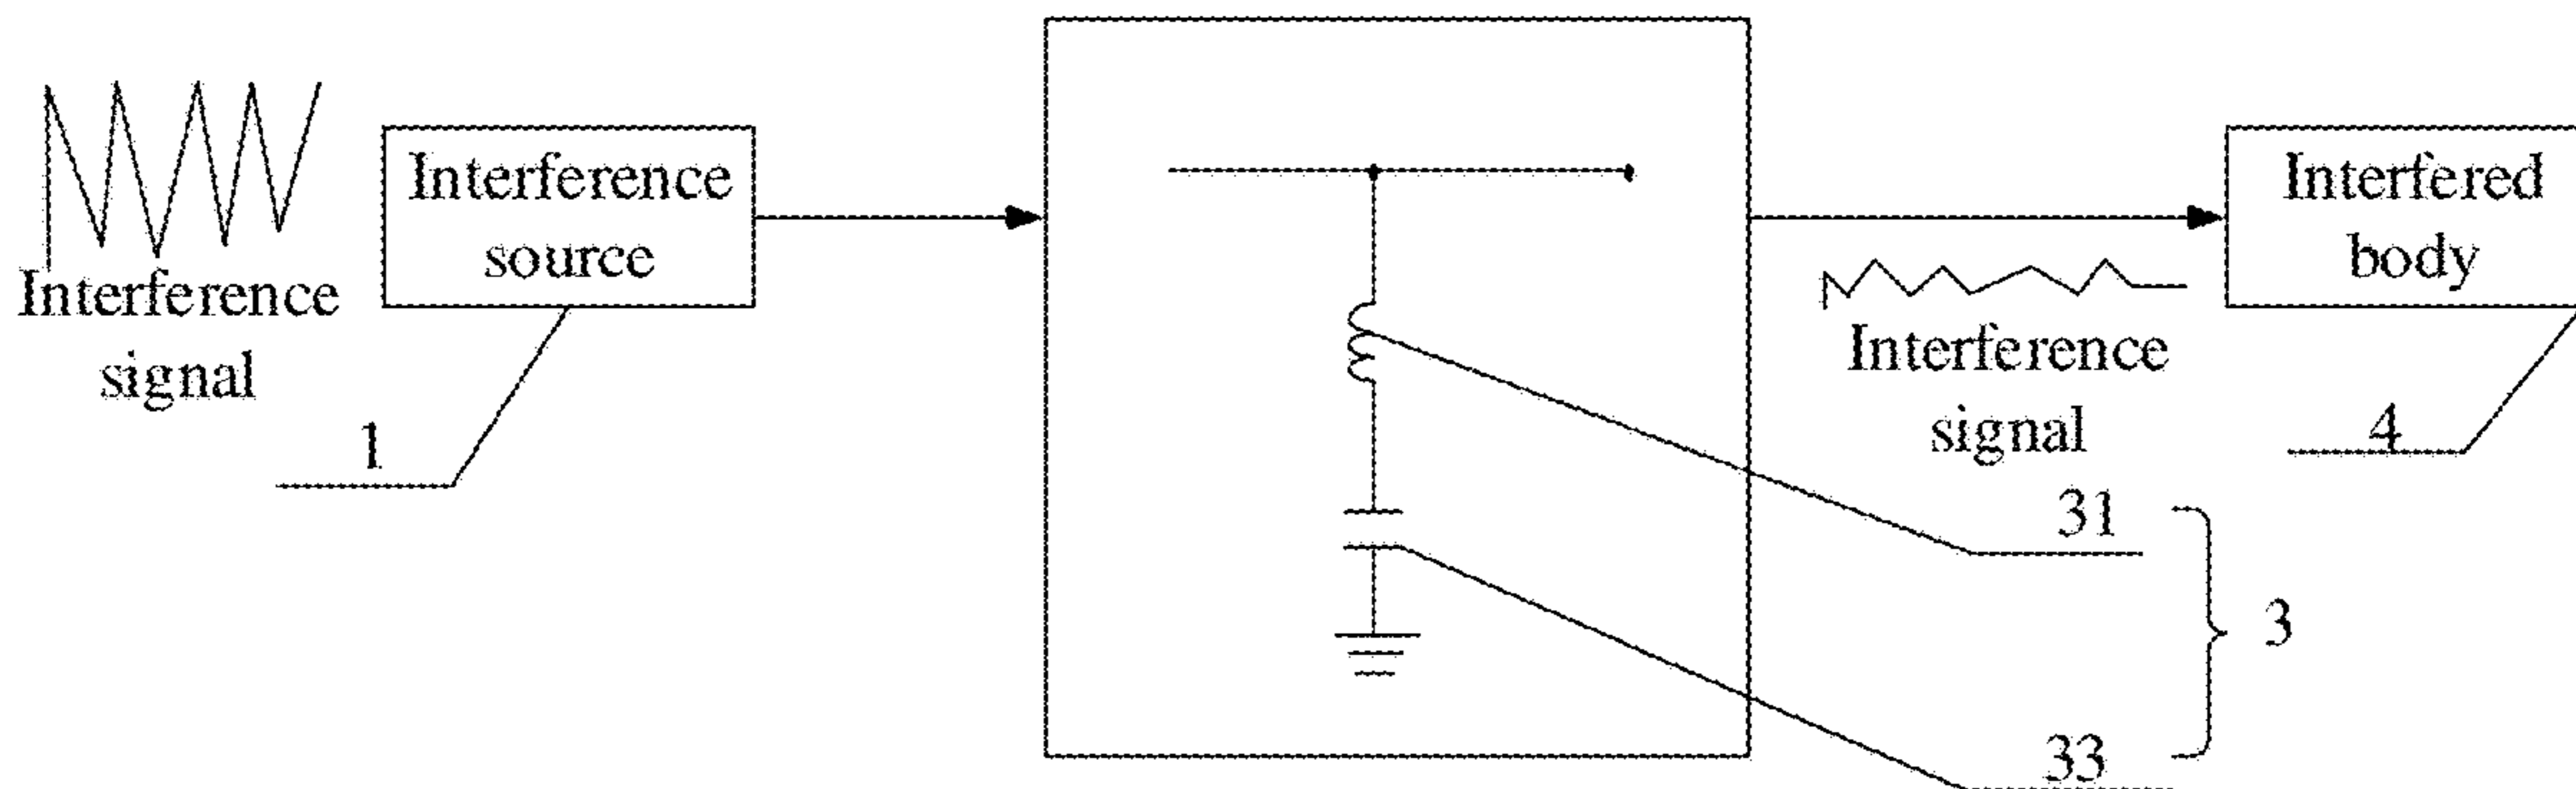 Interference
signal
Interference
source
1
Interference
signal
Interfered
body
4
31
33
3